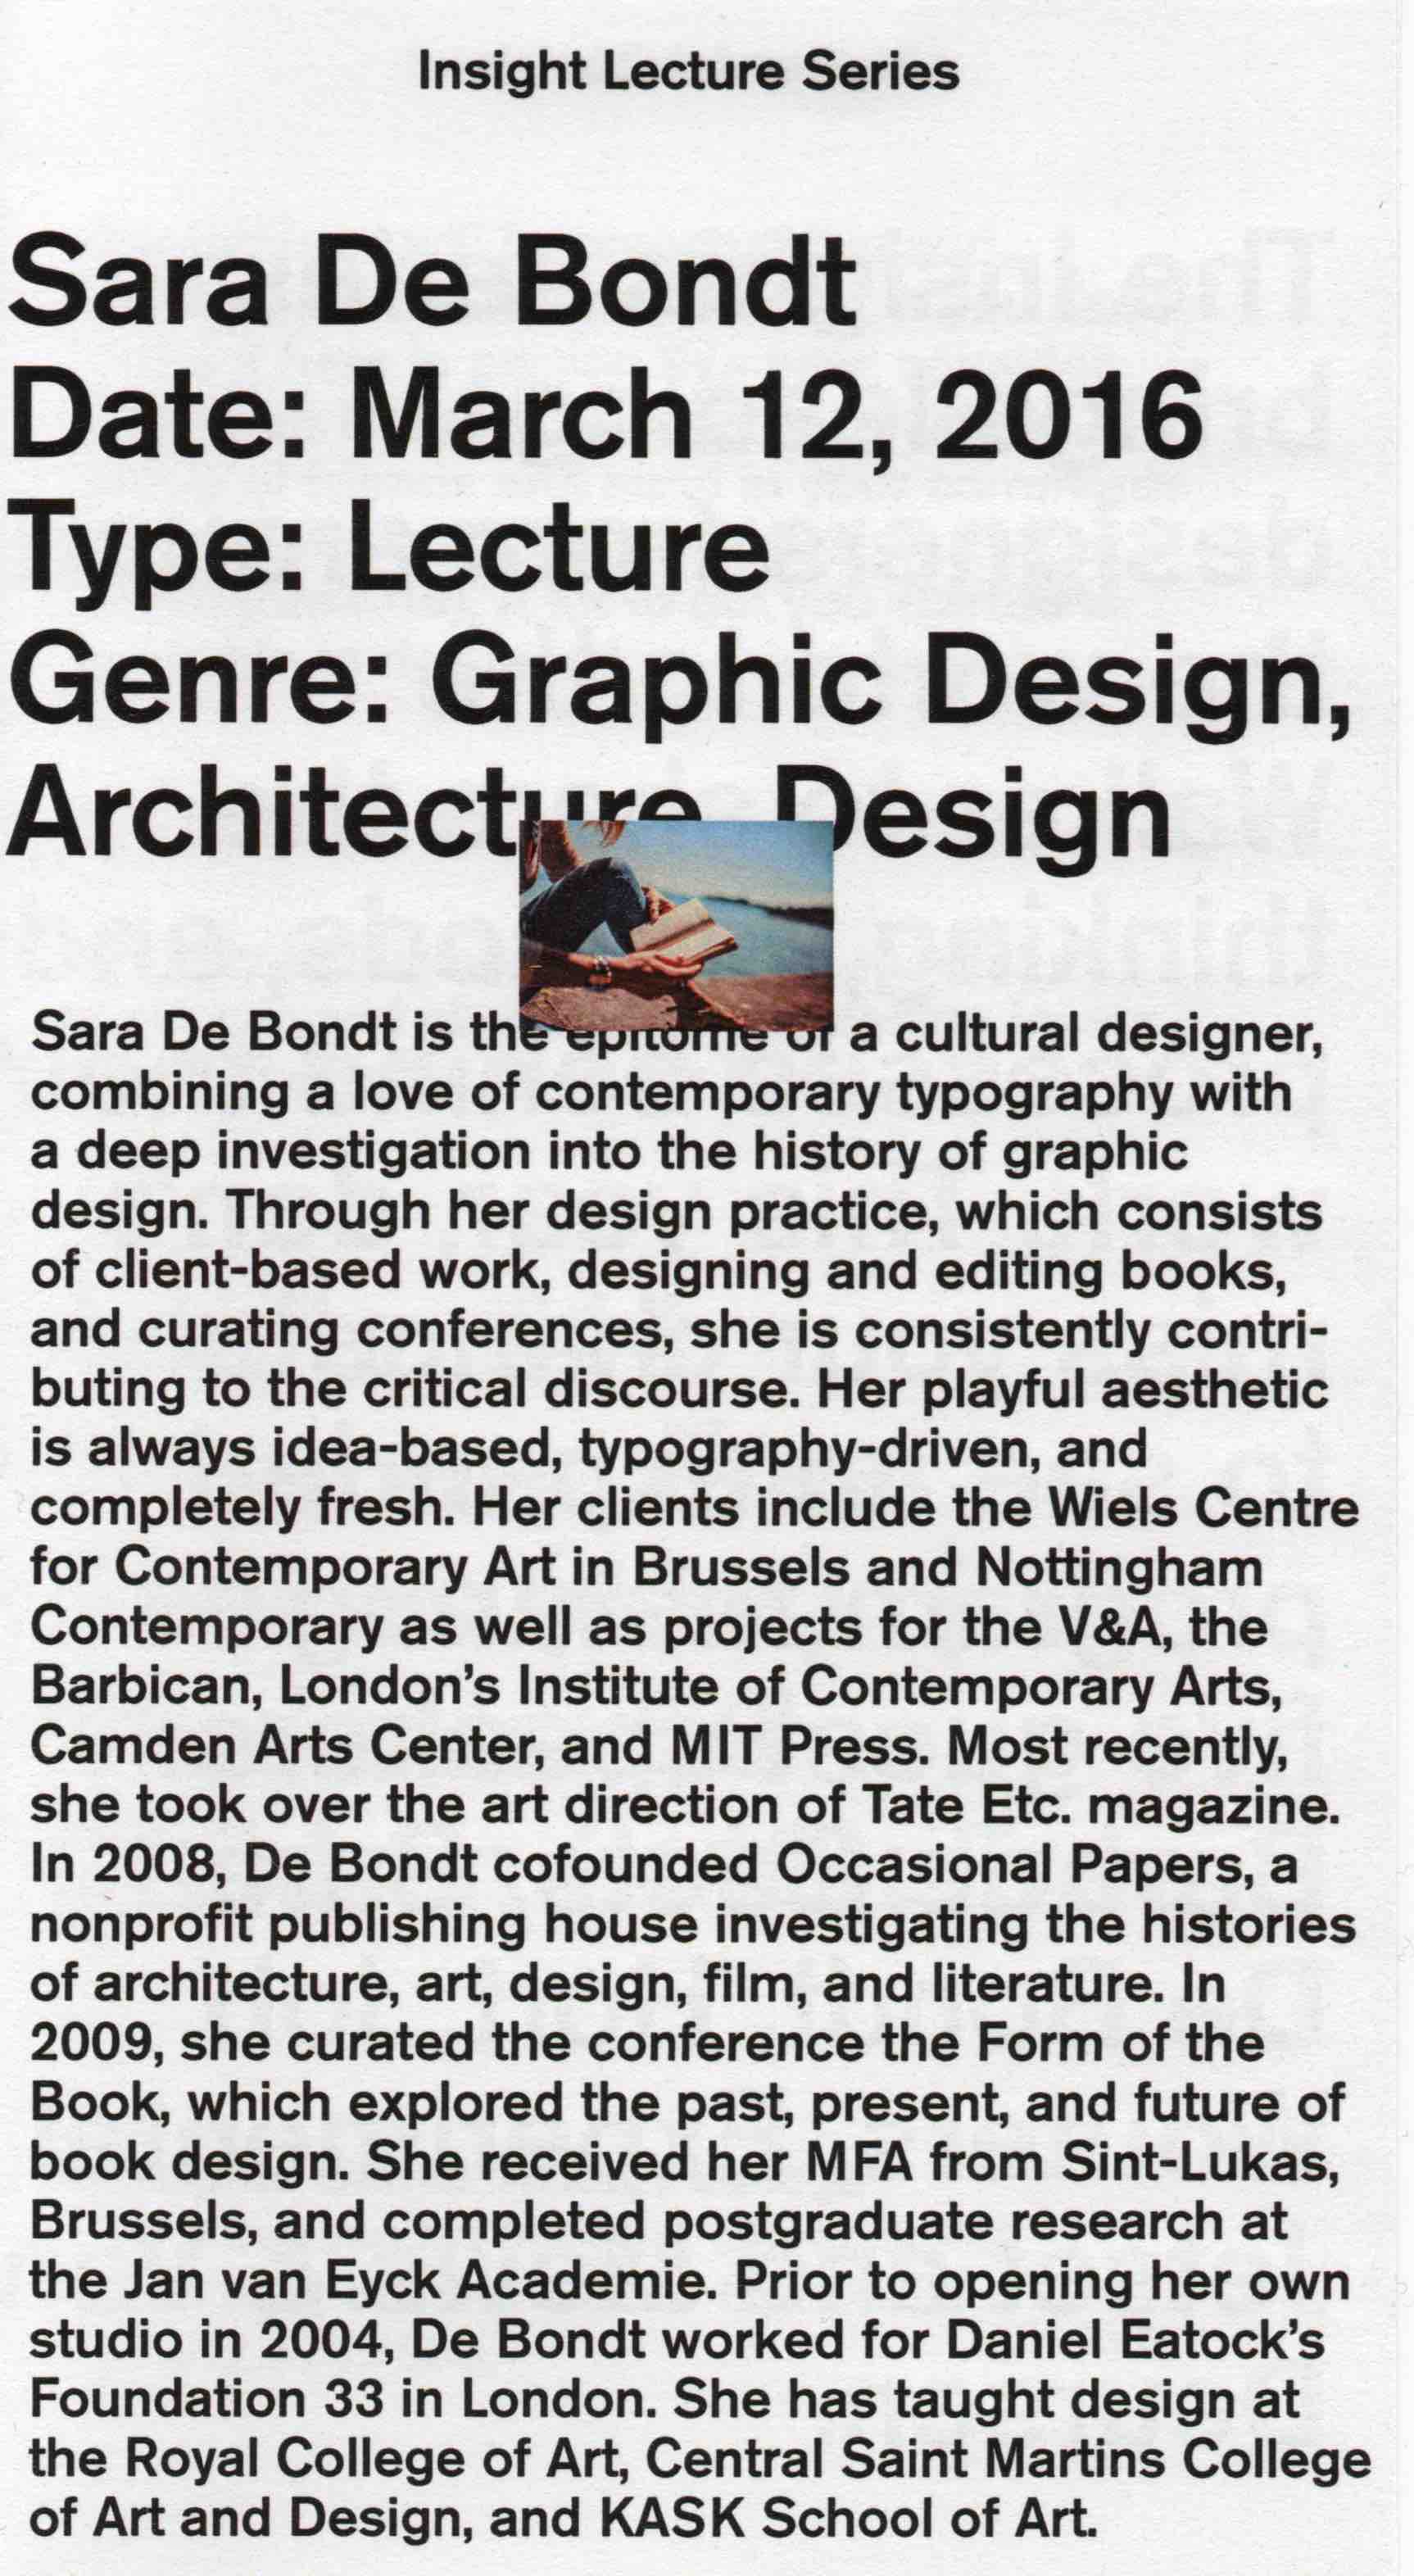 Insight Lecture Series
Sara De Bondt
Date: March 12, 2016
Type: Lecture
Genre: Graphic Design,
Architecture, Design
Sara De Bondt is the epitome of a cultural designer,
combining a love of contemporary typography with
a deep investigation into the history of graphic
design. Through her design practice, which consists
of client-based work, designing and editing books,
and curating conferences, she is consistently contri-
buting to the critical discourse. Her playful aesthetic
is always idea-based, typography-driven, and
completely fresh. Her clients include the Wiels Centre
for Contemporary Art in Brussels and Nottingham
Contemporary as well as projects for the V&A, the
Barbican, London’s Institute of Contemporary Arts,
Camden Arts Center, and MIT Press. Most recently,
she took over the art direction of Tate Etc. magazine.
In 2008, De Bondt cofounded Occasional Papers, a
nonprofit publishing house investigating the histories
of architecture, art, design, film, and literature. In
2009, she curated the conference the Form of the
Book, which explored the past, present, and future of
book design. She received her MFA from Sint-Lukas,
Brussels, and completed postgraduate research at
the Jan van Eyck Academie. Prior to opening her own
studio in 2004, De Bondt worked for Daniel Eatock’s
Foundation 33 in London. She has taught design at
the Royal College of Art, Central Saint Martins College
of Art and Design, and KASK School of Art.